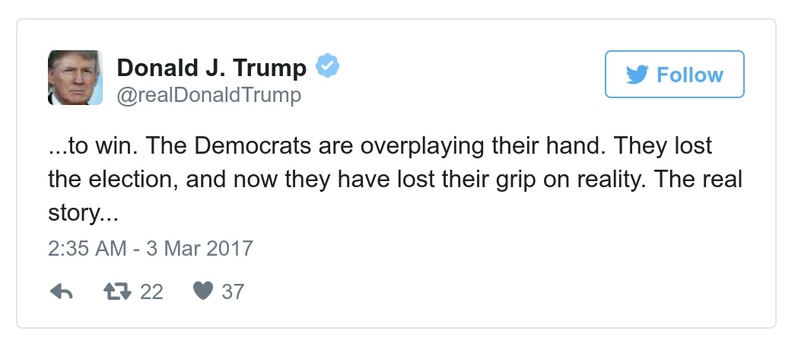 Donald J. Trump
@realDonaldTrump
Follow
...to win. The Democrats are overplaying their hand. They lost
the election, and now they have lost their grip on reality. The real
story...
2:35 AM - 3 Mar 2017
22 37